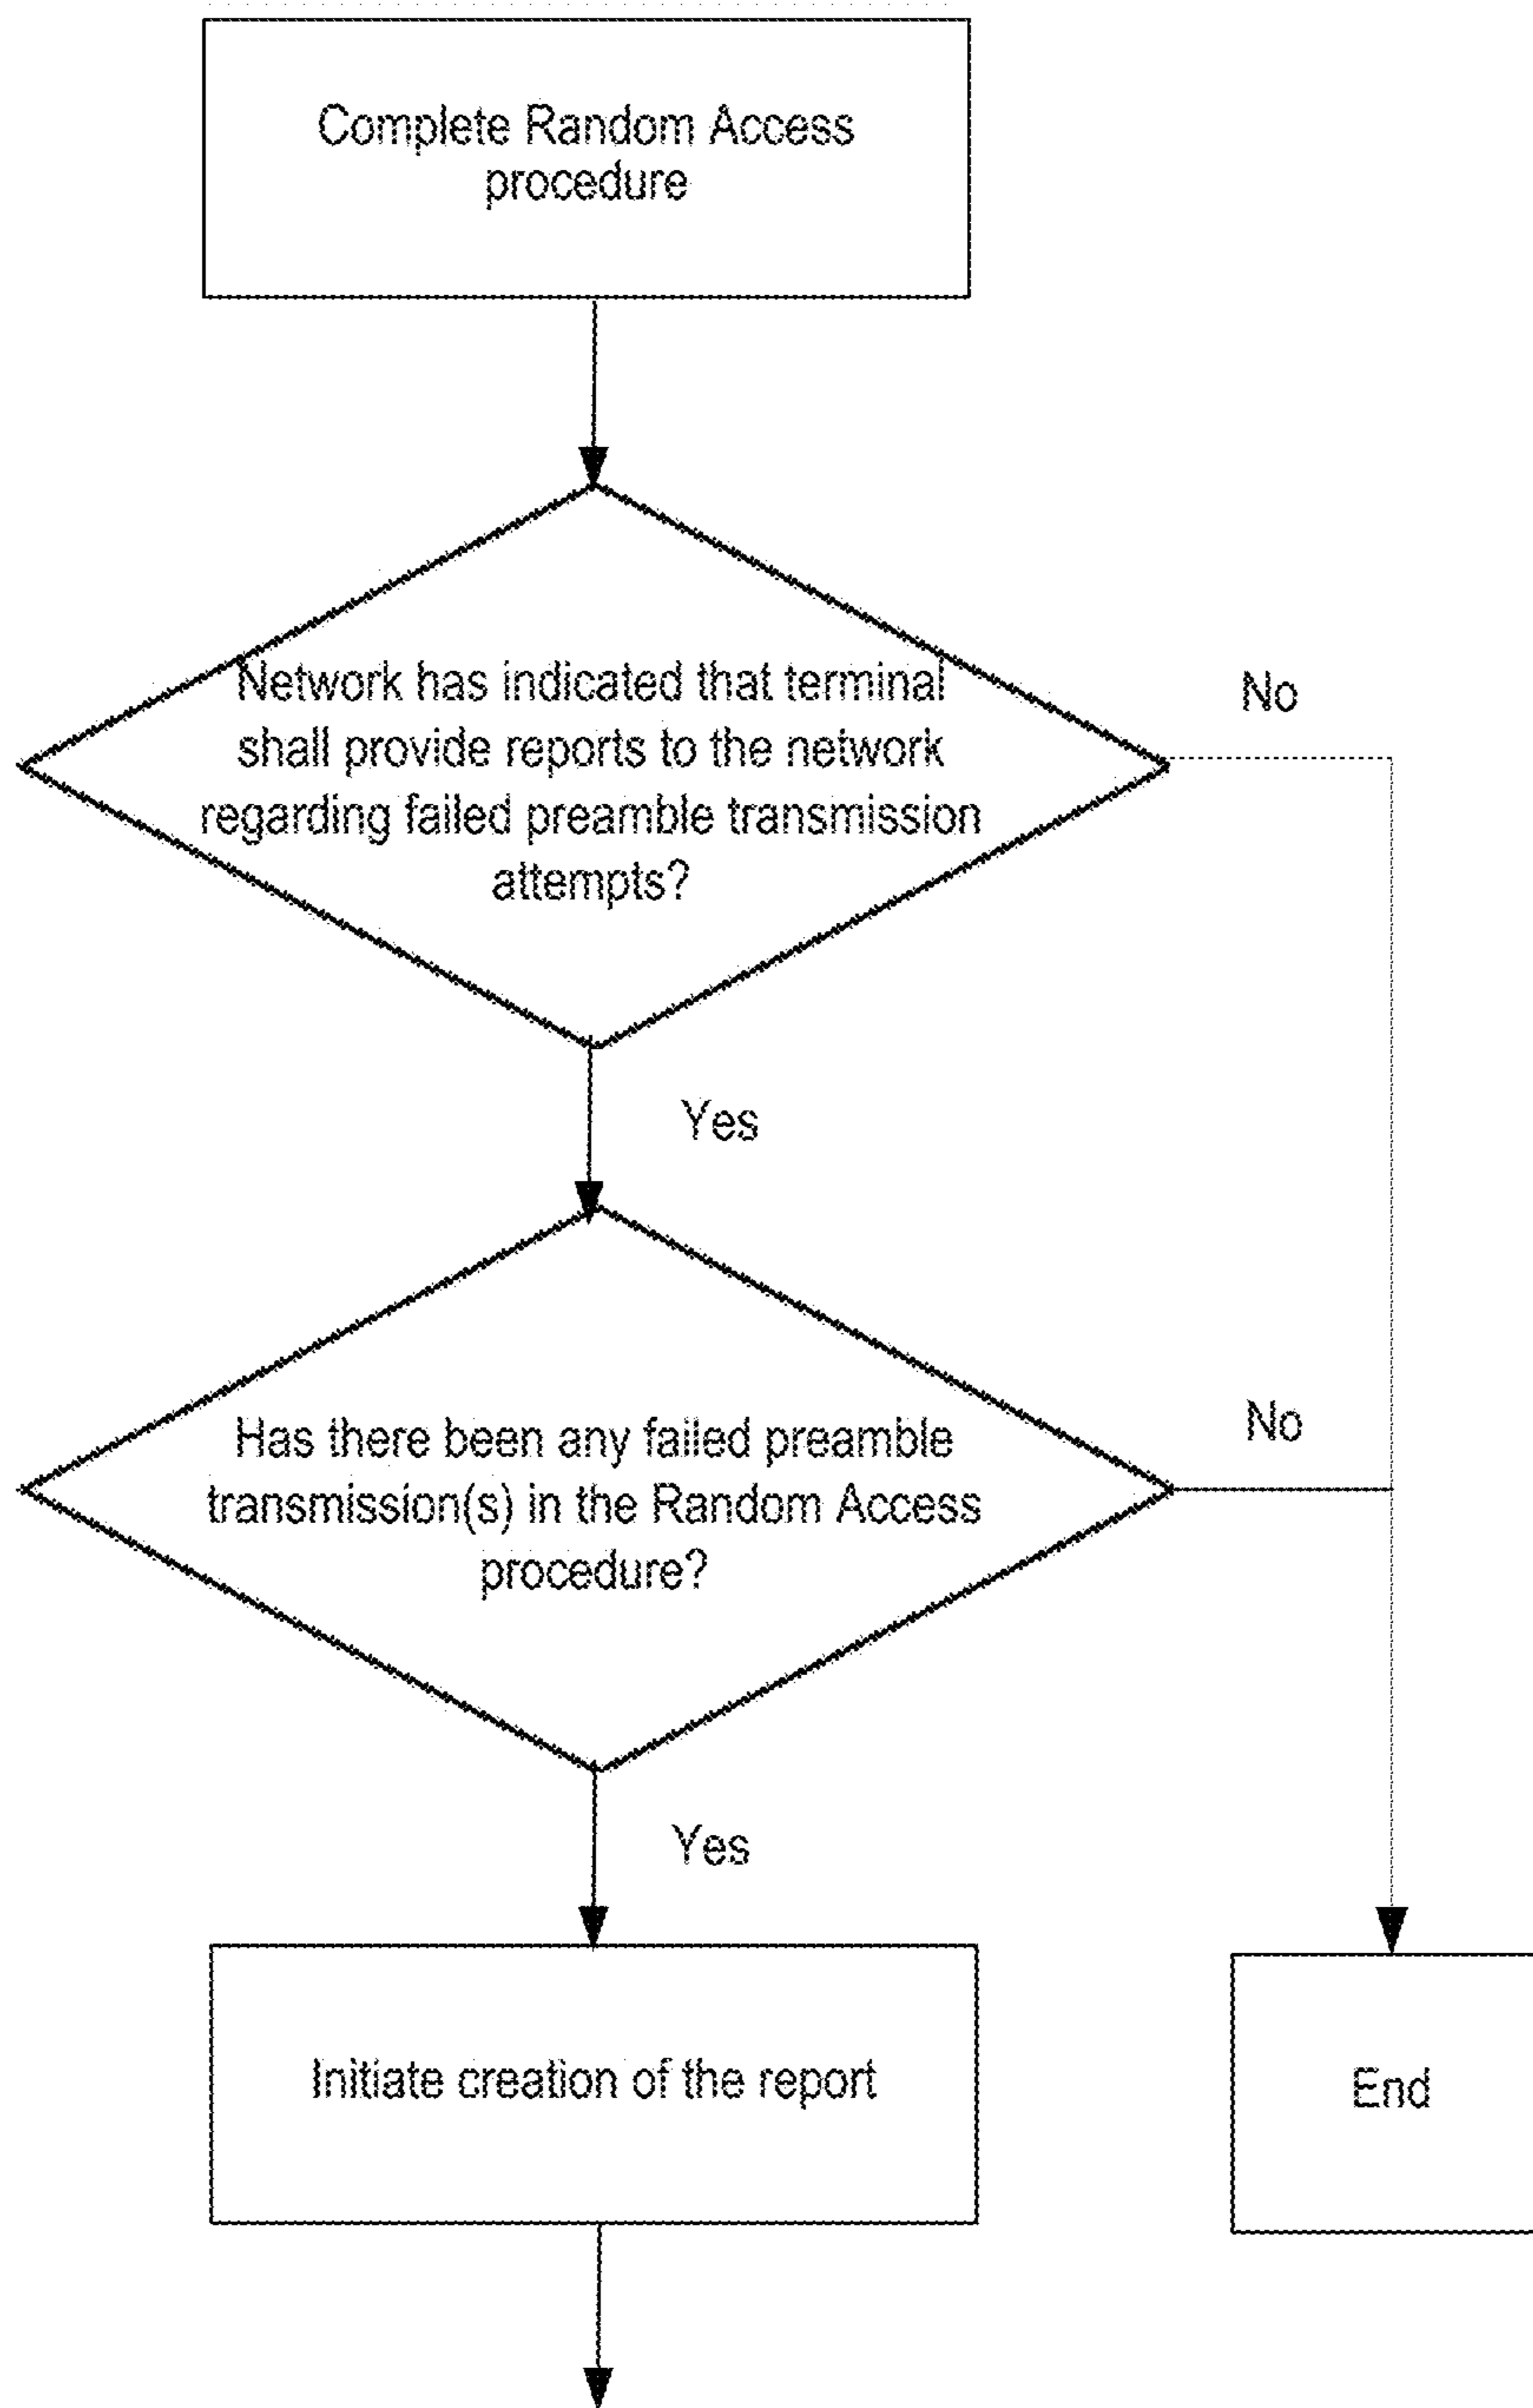 Complete Random Access
procedure
Network has indicated that terminal
shall provide reports to the network
regarding failed preamble transmission
attempts?
No
Yes
Has there been any failed preamble
transmission(s) in the Random Access
procedure?
No
Yes
Initiate creation of the report
End